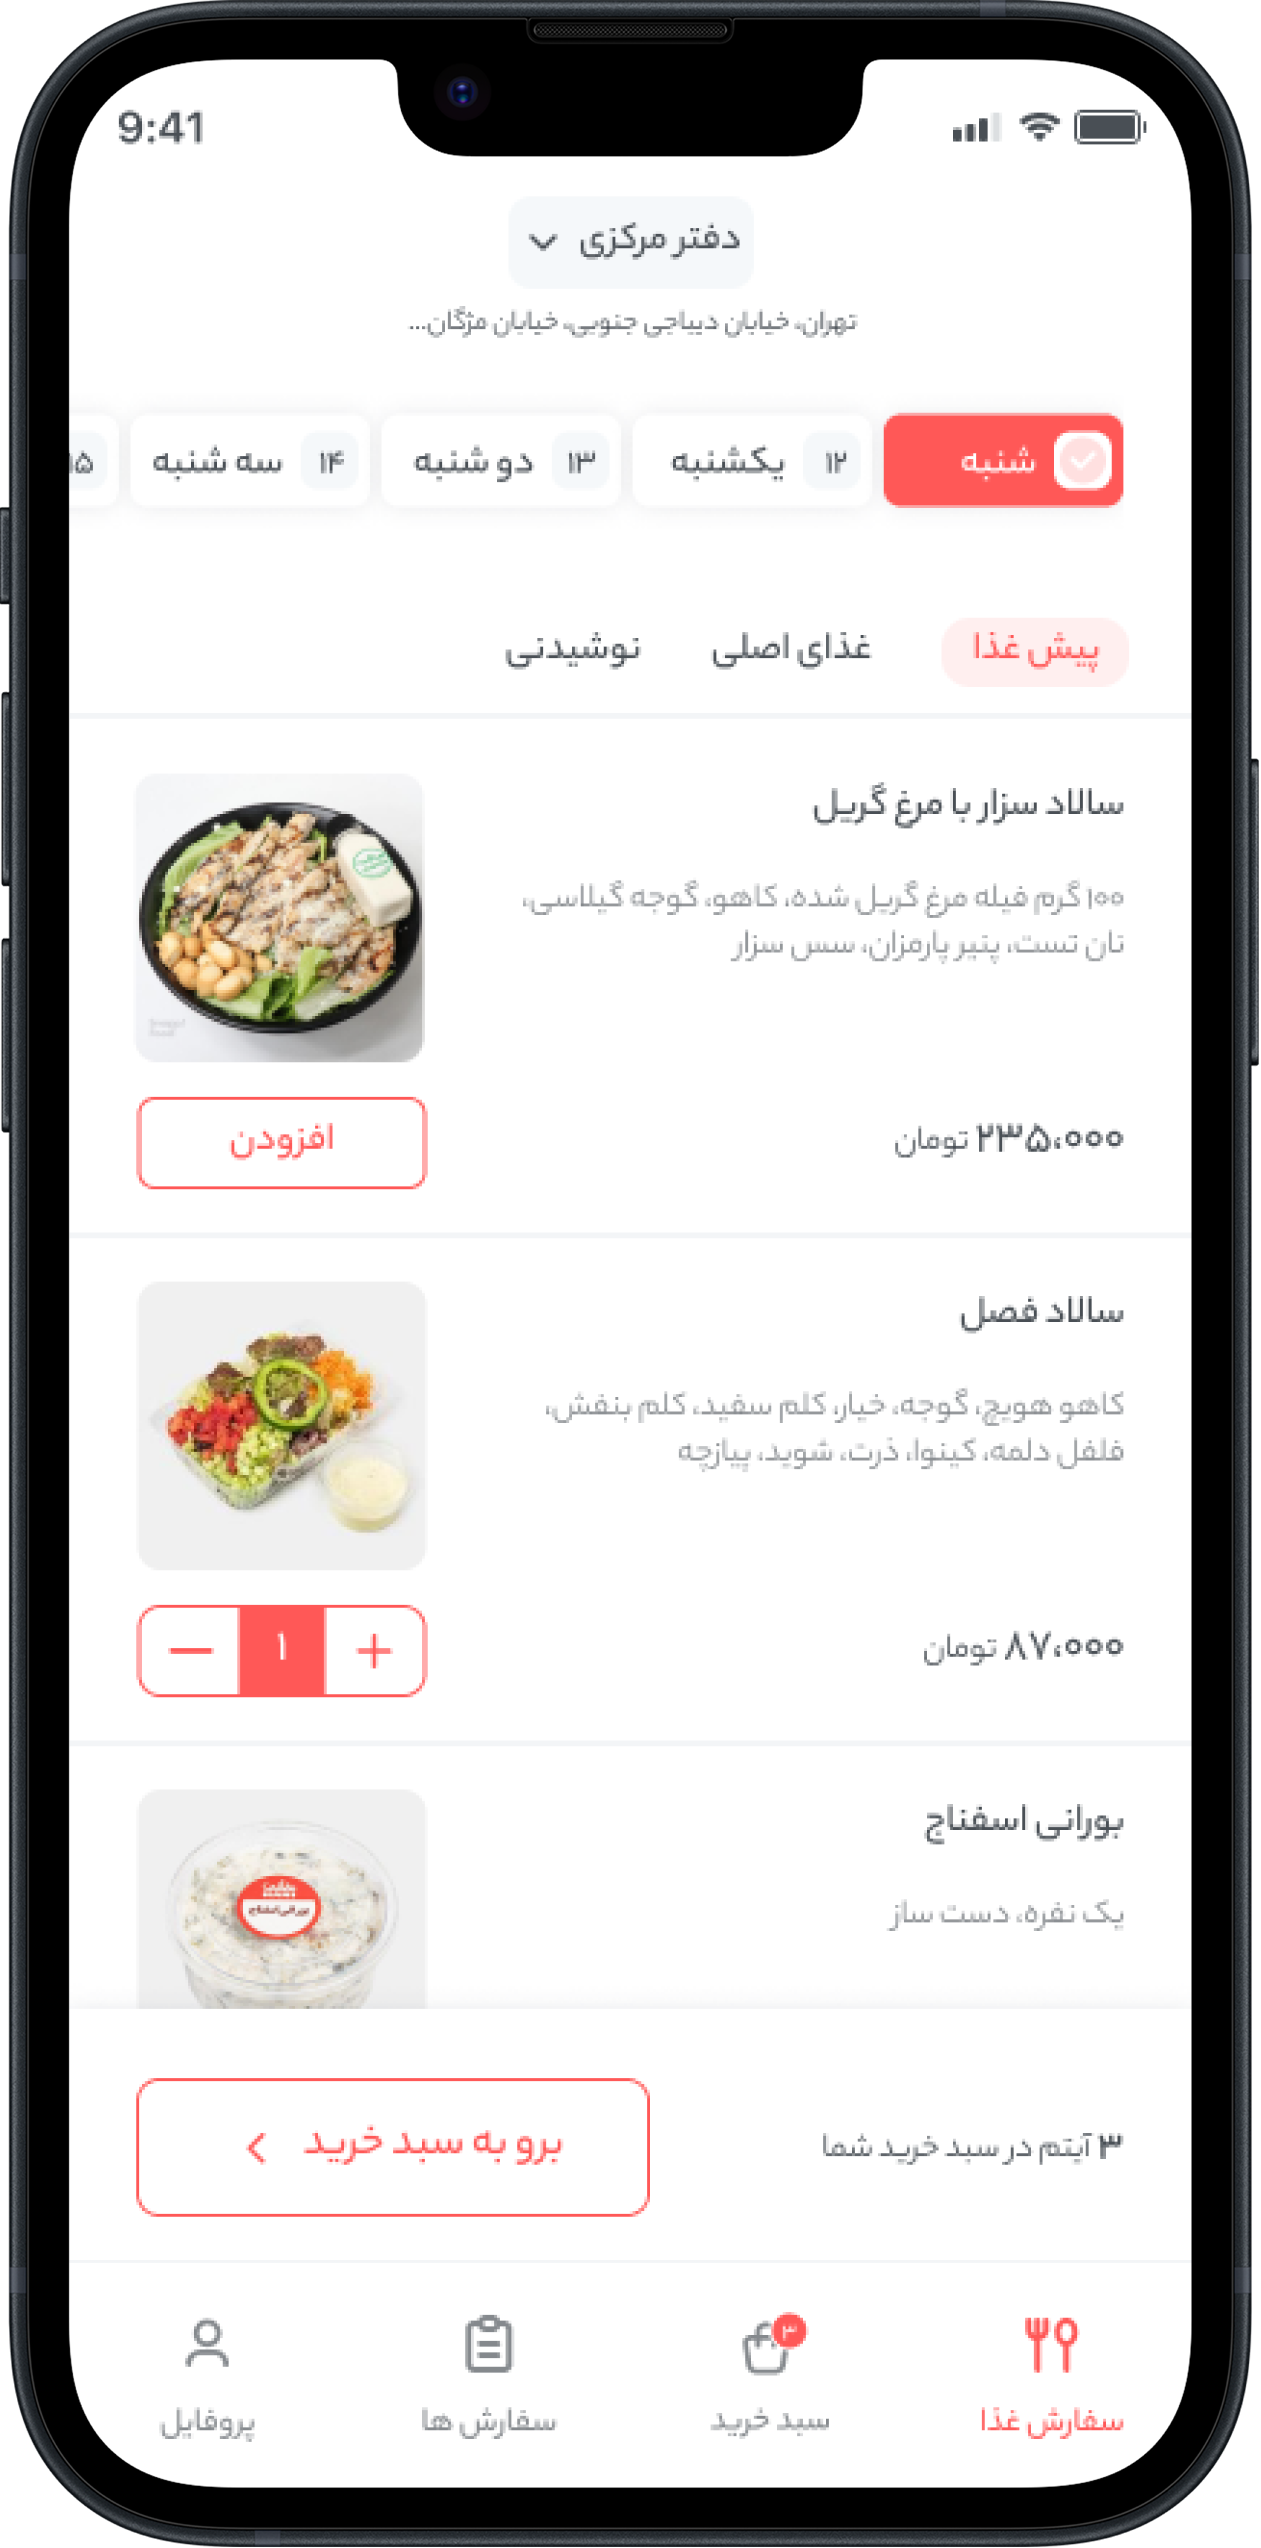 9:41
دفتر مرکزی
تهران، خیابان دیباجی جنوبی، خیابان مژگان...
شنبه
۱۲ یکشنبه
۱۳ دو شنبه
۱۴ سه شنبه
۱۵
پیش غذا
غذای اصلی
نوشیدنی
سالاد سزار با مرغ گریل
۱۰۰ گرم فیله مرغ گریل شده، کاهو، گوجه گیلاسی،
نان تست، پنیر پارمزان، سس سزار
۲۳۵،۰۰۰ تومان
افزودن
سالاد فصل
کاهو هویج، گوجه، خیار، کلم سفید، کلم بنفش،
فلفل دلمه، کینوا، ذرت، شوید، پیازچه
۸۷،۰۰۰ تومان
+ ۱ —
بورانی اسفناج
بورانی اسفناج
یک نفره، دست ساز
۳ آیتم در سبد خرید شما
برو به سبد خرید
۳
سفارش غذا
سبد خرید
سفارش ها
پروفایل